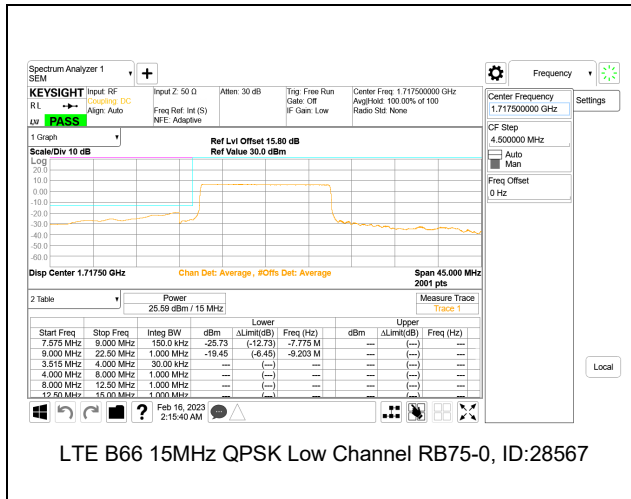 Spectrum Analyzer 1
SEM
+
Frequency
KEYSIGHT
Input: RF
Coupling: DC
Align: Auto
Input Z: 50 Ω
Freq Ref: Int (S)
NFE: Adaptive
Atten: 30 dB
Trig: Free Run
Gate: Off
IF Gain: Low
Center Freq: 1.717500000 GHz
Avg|Hold: 100.00% of 100
Radio Std: None
R L
LXI PASS
Center Frequency
1.717500000 GHz
Settings
CF Step
4.500000 MHz
Auto
Man
Freq Offset
0 Hz
1 Graph
Scale/Div 10 dB
Ref Lvl Offset 15.80 dB
Ref Value 30.0 dBm
Log
20.0
10.0
0.00
-10.0
-20.0
-30.0
-40.0
-50.0
-60.0
Disp Center 1.71750 GHz
Chan Det: Average, #Offs Det: Average
Span 45.000 MHz
2001 pts
2 Table
Power
25.59 dBm / 15 MHz
Measure Trace
Trace 1
Lower Upper
Start Freq Stop Freq Integ BW dBm ΔLimit(dB) Freq (Hz) dBm ΔLimit(dB) Freq (Hz)
7.575 MHz 9.000 MHz 150.0 kHz -25.73 (-12.73) -7.775 M --- (---) ---
9.000 MHz 22.50 MHz 1.000 MHz -19.45 (-6.45) -9.203 M --- (---) ---
3.515 MHz 4.000 MHz 30.00 kHz --- (---) --- --- (---) ---
4.000 MHz 8.000 MHz 1.000 MHz --- (---) --- --- (---) ---
8.000 MHz 12.50 MHz 1.000 MHz --- (---) --- --- (---) ---
12.50 MHz 15.00 MHz 1.000 MHz --- (---) --- --- (---) ---
Local
?
Feb 16, 2023
2:15:40 AM
LTE B66 15MHz QPSK Low Channel RB75-0, ID:28567